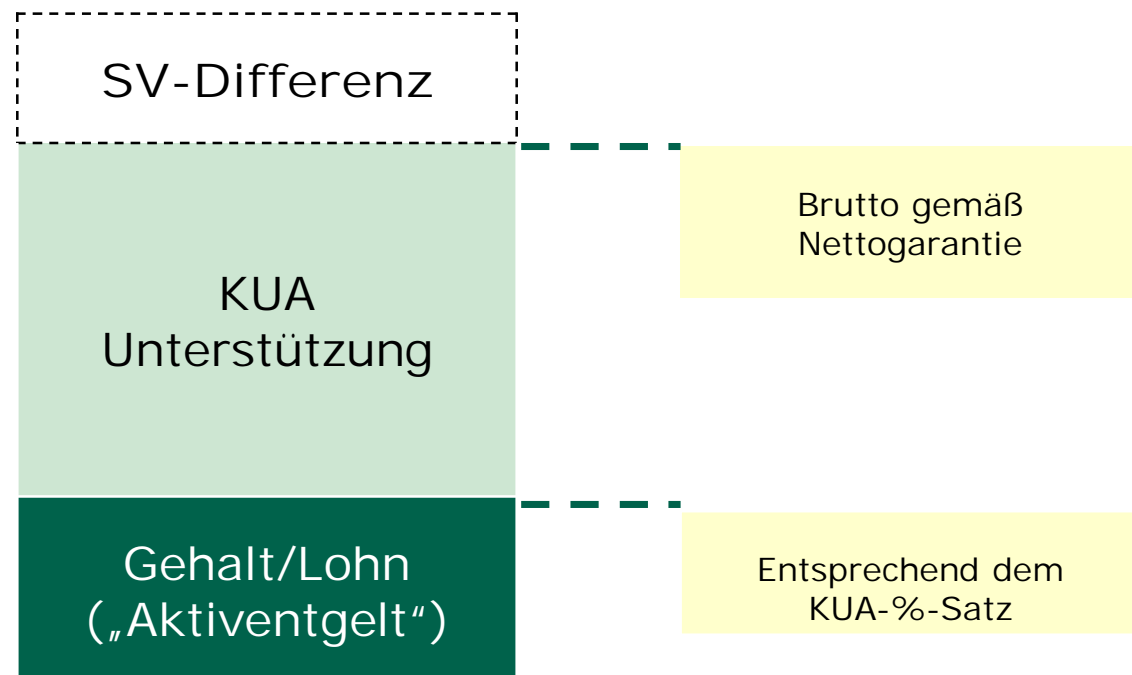 SV-Differenz
Brutto gemäß
Nettogarantie
KUA
Unterstützung
Gehalt/Lohn
(„Aktiventgelt“)
Entsprechend dem
KUA-%-Satz